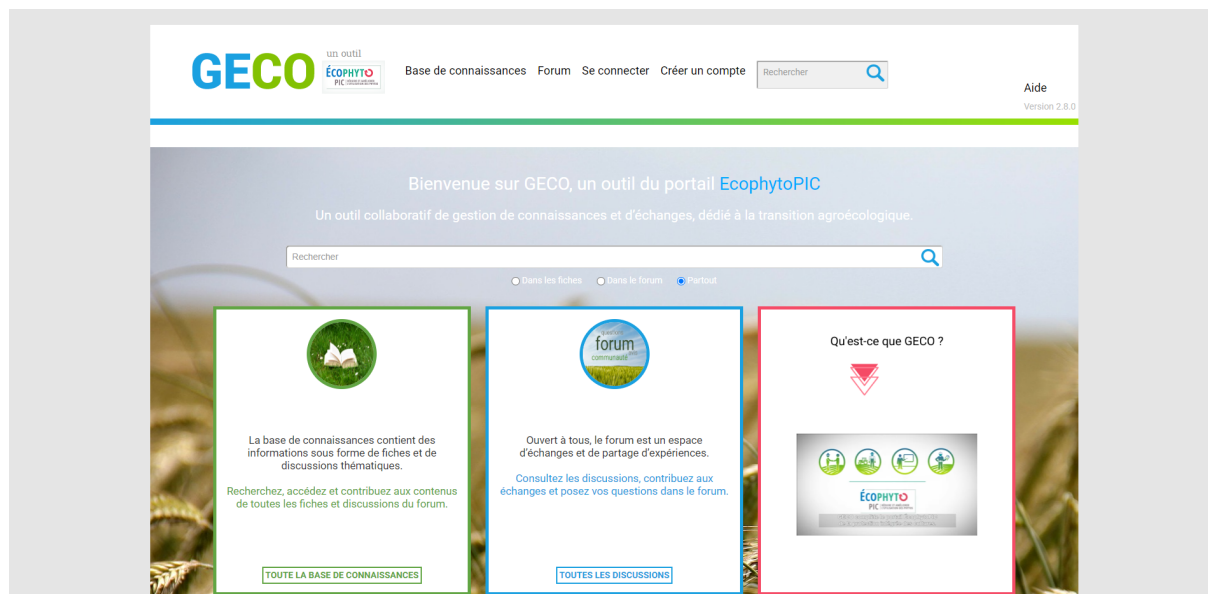 GECO
un outil
ÉCOPHYTO
PIC
Base de connaissances Forum Se connecter Créer un compte
Rechercher
Aide
Version 2.8.0
Bienvenue sur GECO, un outil du portail EcophytoPIC
Un outil collaboratif de gestion de connaissances et d'échanges, dédié à la transition agroécologique.
Rechercher
Dans les fiches Dans le forum Partout
La base de connaissances contient des
informations sous forme de fiches et de
discussions thématiques.
Recherchez, accédez et contribuez aux contenus
de toutes les fiches et discussions du forum.
TOUTE LA BASE DE CONNAISSANCES
forum
communauté
Ouvert à tous, le forum est un espace
d'échanges et de partage d'expériences.
Consultez les discussions, contribuez aux
échanges et posez vos questions dans le forum.
TOUTES LES DISCUSSIONS
Qu'est-ce que GECO ?
ÉCOPHYTO
PIC